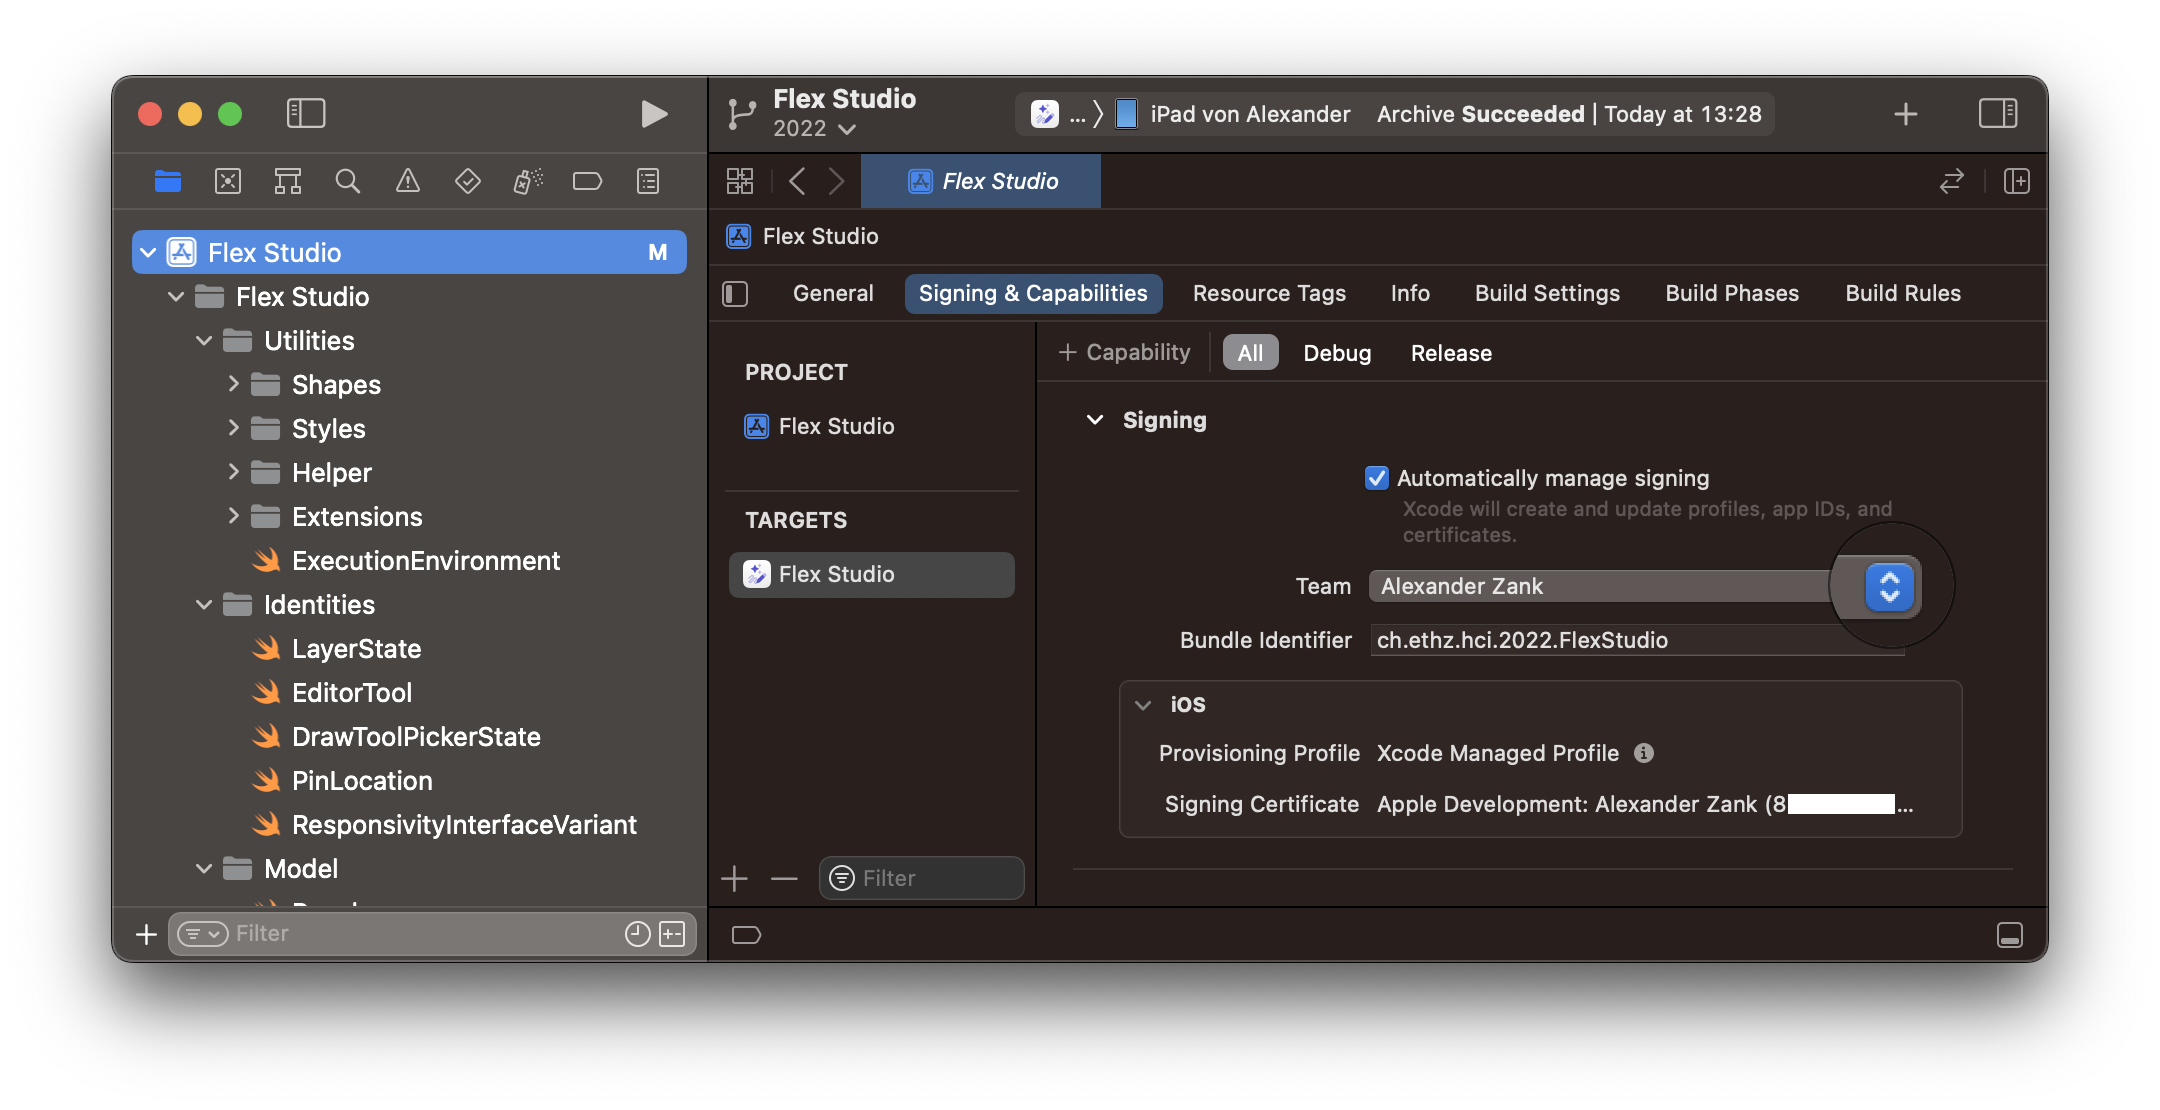 Flex Studio
2022
... iPad von Alexander Archive Succeeded | Today at 13:28
Flex Studio
Flex Studio M
Flex Studio
Utilities
Shapes
Styles
Helper
Extensions
ExecutionEnvironment
Identities
LayerState
EditorTool
DrawToolPickerState
PinLocation
ResponsivityInterfaceVariant
Model
Filter
Flex Studio
General Signing & Capabilities Resource Tags Info Build Settings Build Phases Build Rules
PROJECT
Flex Studio
TARGETS
Flex Studio
Filter
+ Capability All Debug Release
Signing
Automatically manage signing
Xcode will create and update profiles, app IDs, and
certificates.
Team Alexander Zank
Bundle Identifier ch.ethz.hci.2022.FlexStudio
iOS
Provisioning Profile Xcode Managed Profile
Signing Certificate Apple Development: Alexander Zank (8 ...